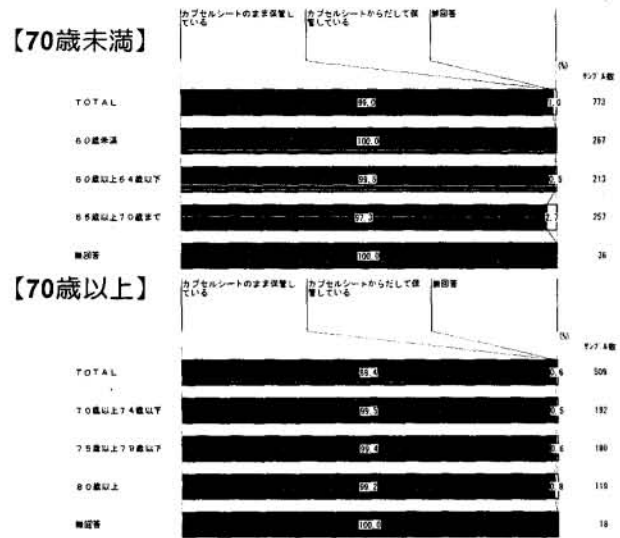 【70歳未満】
カプセルシートのまま保管し
ている
カプセルシートからだして保
管している
無回答
(%)
サンプル数
TOTAL 1.0 773
60歳未満 100.0 267
60歳以上64歳以下 0.5 213
65歳以上70歳まで 97.3 2.7 257
無回答 100.0 36
【70歳以上】
カプセルシートのまま保管し
ている
カプセルシートからだして保
管している
無回答
(%)
サンプル数
TOTAL 0.6 509
70歳以上74歳以下 99.5 0.5 192
75歳以上79歳以下 99.4 0.6 180
80歳以上 99.2 0.8 119
無回答 100.0 18